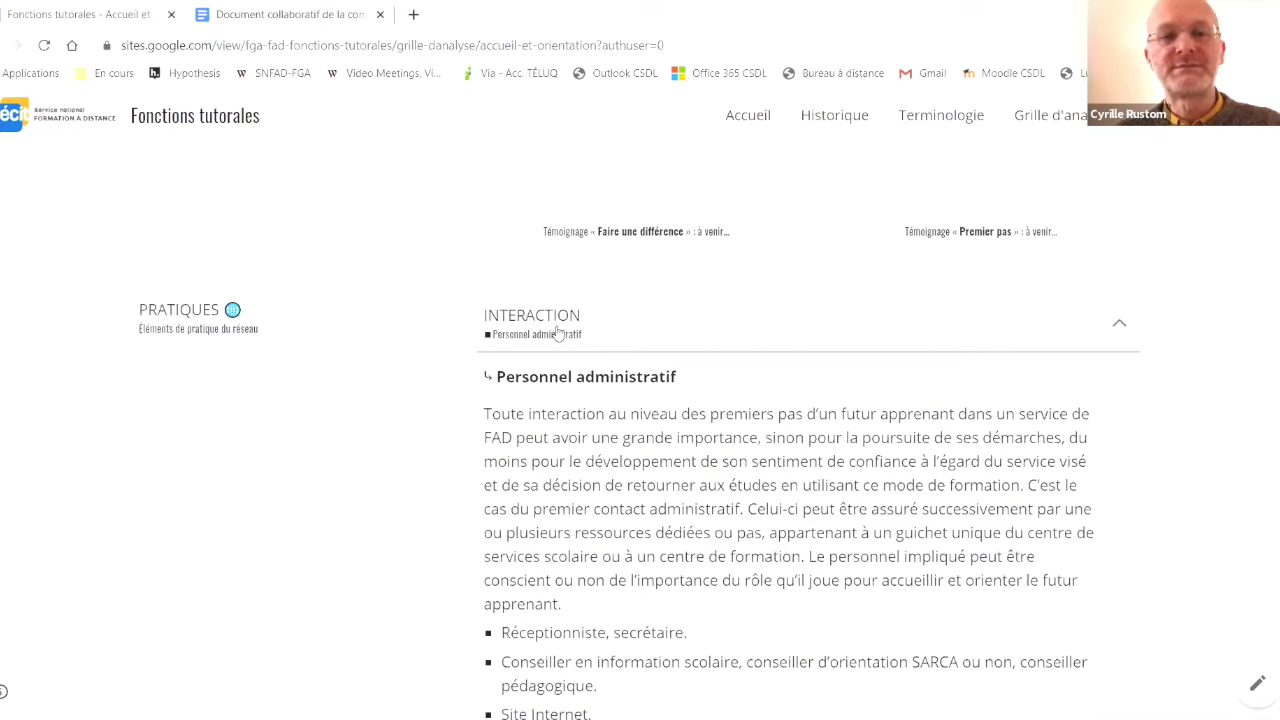 Fonctions tutorales - Accueil et
Document collaboratif de la com
sites.google.com/view/fga-fad-fonctions-tutorales/grille-danalyse/accueil-et-orientation?authuser=0
Applications En cours Hypothesis SNFAD-FGA Video Meetings, Vi... Via - Acc. TÉLUQ Outlook CSDL Office 365 CSDL Bureau à distance Gmail Moodle CSDL
Service national
FORMATION À DISTANCE
écit
Fonctions tutorales
Accueil Historique Terminologie Grille d'ana
Cyrille Rustom
Témoignage « Faire une différence » : à venir...
Témoignage « Premier pas « : à venir...
PRATIQUES
Éléments de pratique du réseau
INTERACTION
■ Personnel administratif
⤷ Personnel administratif
Toute interaction au niveau des premiers pas d’un futur apprenant dans un service de
FAD peut avoir une grande importance, sinon pour la poursuite de ses démarches, du
moins pour le développement de son sentiment de confiance à l’égard du service visé
et de sa décision de retourner aux études en utilisant ce mode de formation. C’est le
cas du premier contact administratif. Celui-ci peut être assuré successivement par une
ou plusieurs ressources dédiées ou pas, appartenant à un guichet unique du centre de
services scolaire ou à un centre de formation. Le personnel impliqué peut être
conscient ou non de l’importance du rôle qu’il joue pour accueillir et orienter le futur
apprenant.
■ Réceptionniste, secrétaire.
■ Conseiller en information scolaire, conseiller d’orientation SARCA ou non, conseiller
pédagogique.
■ Site Internet.